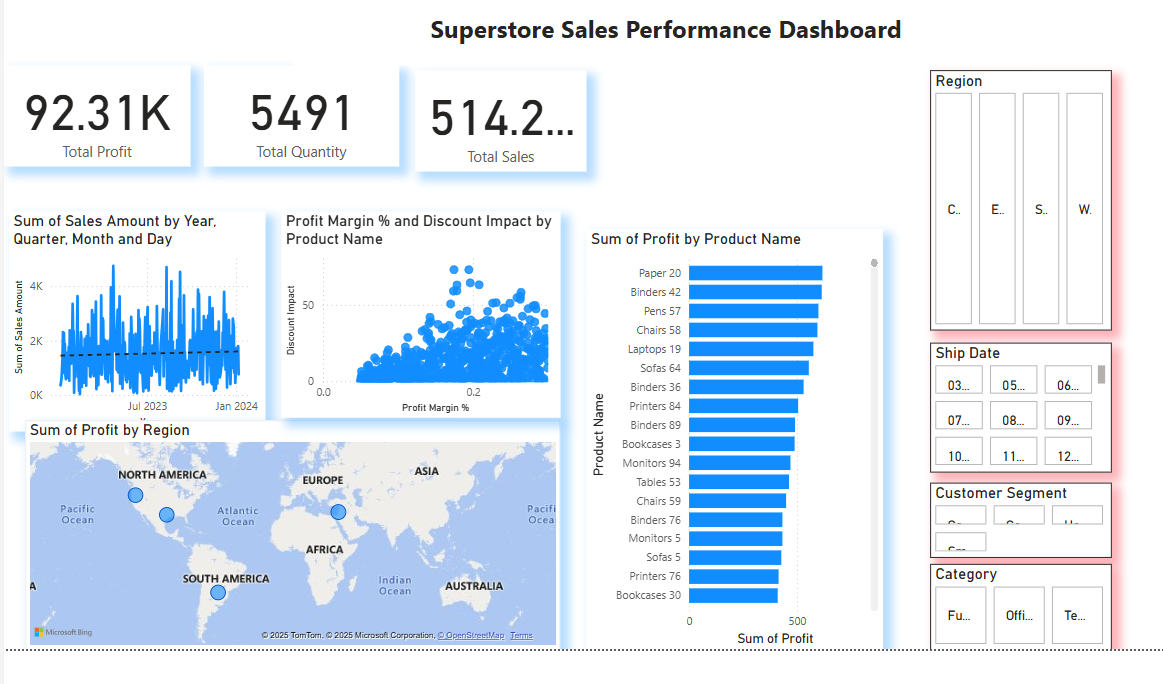 Superstore Sales Performance Dashboard
92.31K
Total Profit
5491
Total Quantity
514.2...
Total Sales
Sum of Sales Amount by Year,
Quarter, Month and Day
Sum of Sales Amount
4K
2K
0K
Jul 2023
Jan 2024
Profit Margin % and Discount Impact by
Product Name
Discount Impact
50
0
0.0
0.2
Profit Margin %
Sum of Profit by Region
NORTH AMERICA
EUROPE
ASIA
Pacific
Ocean
Atlantic
Ocean
Pacifi
Ocea
AFRICA
SOUTH AMERICA
Indian
Ocean
AUSTRALIA
A
Microsoft Bing
© 2025 TomTom, © 2025 Microsoft Corporation, © OpenStreetMap Terms
Sum of Profit by Product Name
Product Name
Paper 20
Binders 42
Pens 57
Chairs 58
Laptops 19
Sofas 64
Binders 36
Printers 84
Binders 89
Bookcases 3
Monitors 94
Tables 53
Chairs 59
Binders 76
Monitors 5
Sofas 5
Printers 76
Bookcases 30
0
500
Sum of Profit
Region
C..
E..
S..
W.
Ship Date
03...
05...
06...
07...
08...
09...
10...
11...
12...
Customer Segment
Category
Fu...
Offi...
Te...